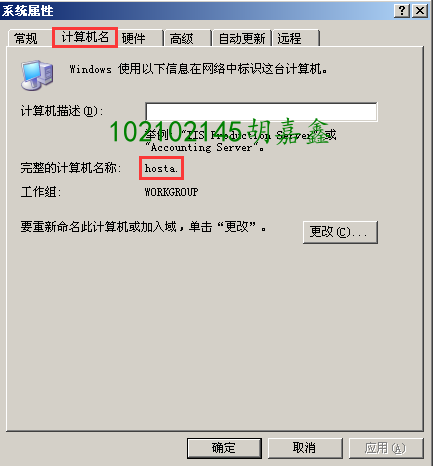 系统属性
常规 计算机名 硬件 高级 自动更新 远程
Windows 使用以下信息在网络中标识这台计算机。
计算机描述(D):
举例: "IIS Production Server" 或
"Accounting Server"。
102102145胡嘉鑫
完整的计算机名称: hosta.
工作组: WORKGROUP
要重新命名此计算机或加入域，单击“更改”。
更改(C)...
确定 取消 应用(A)